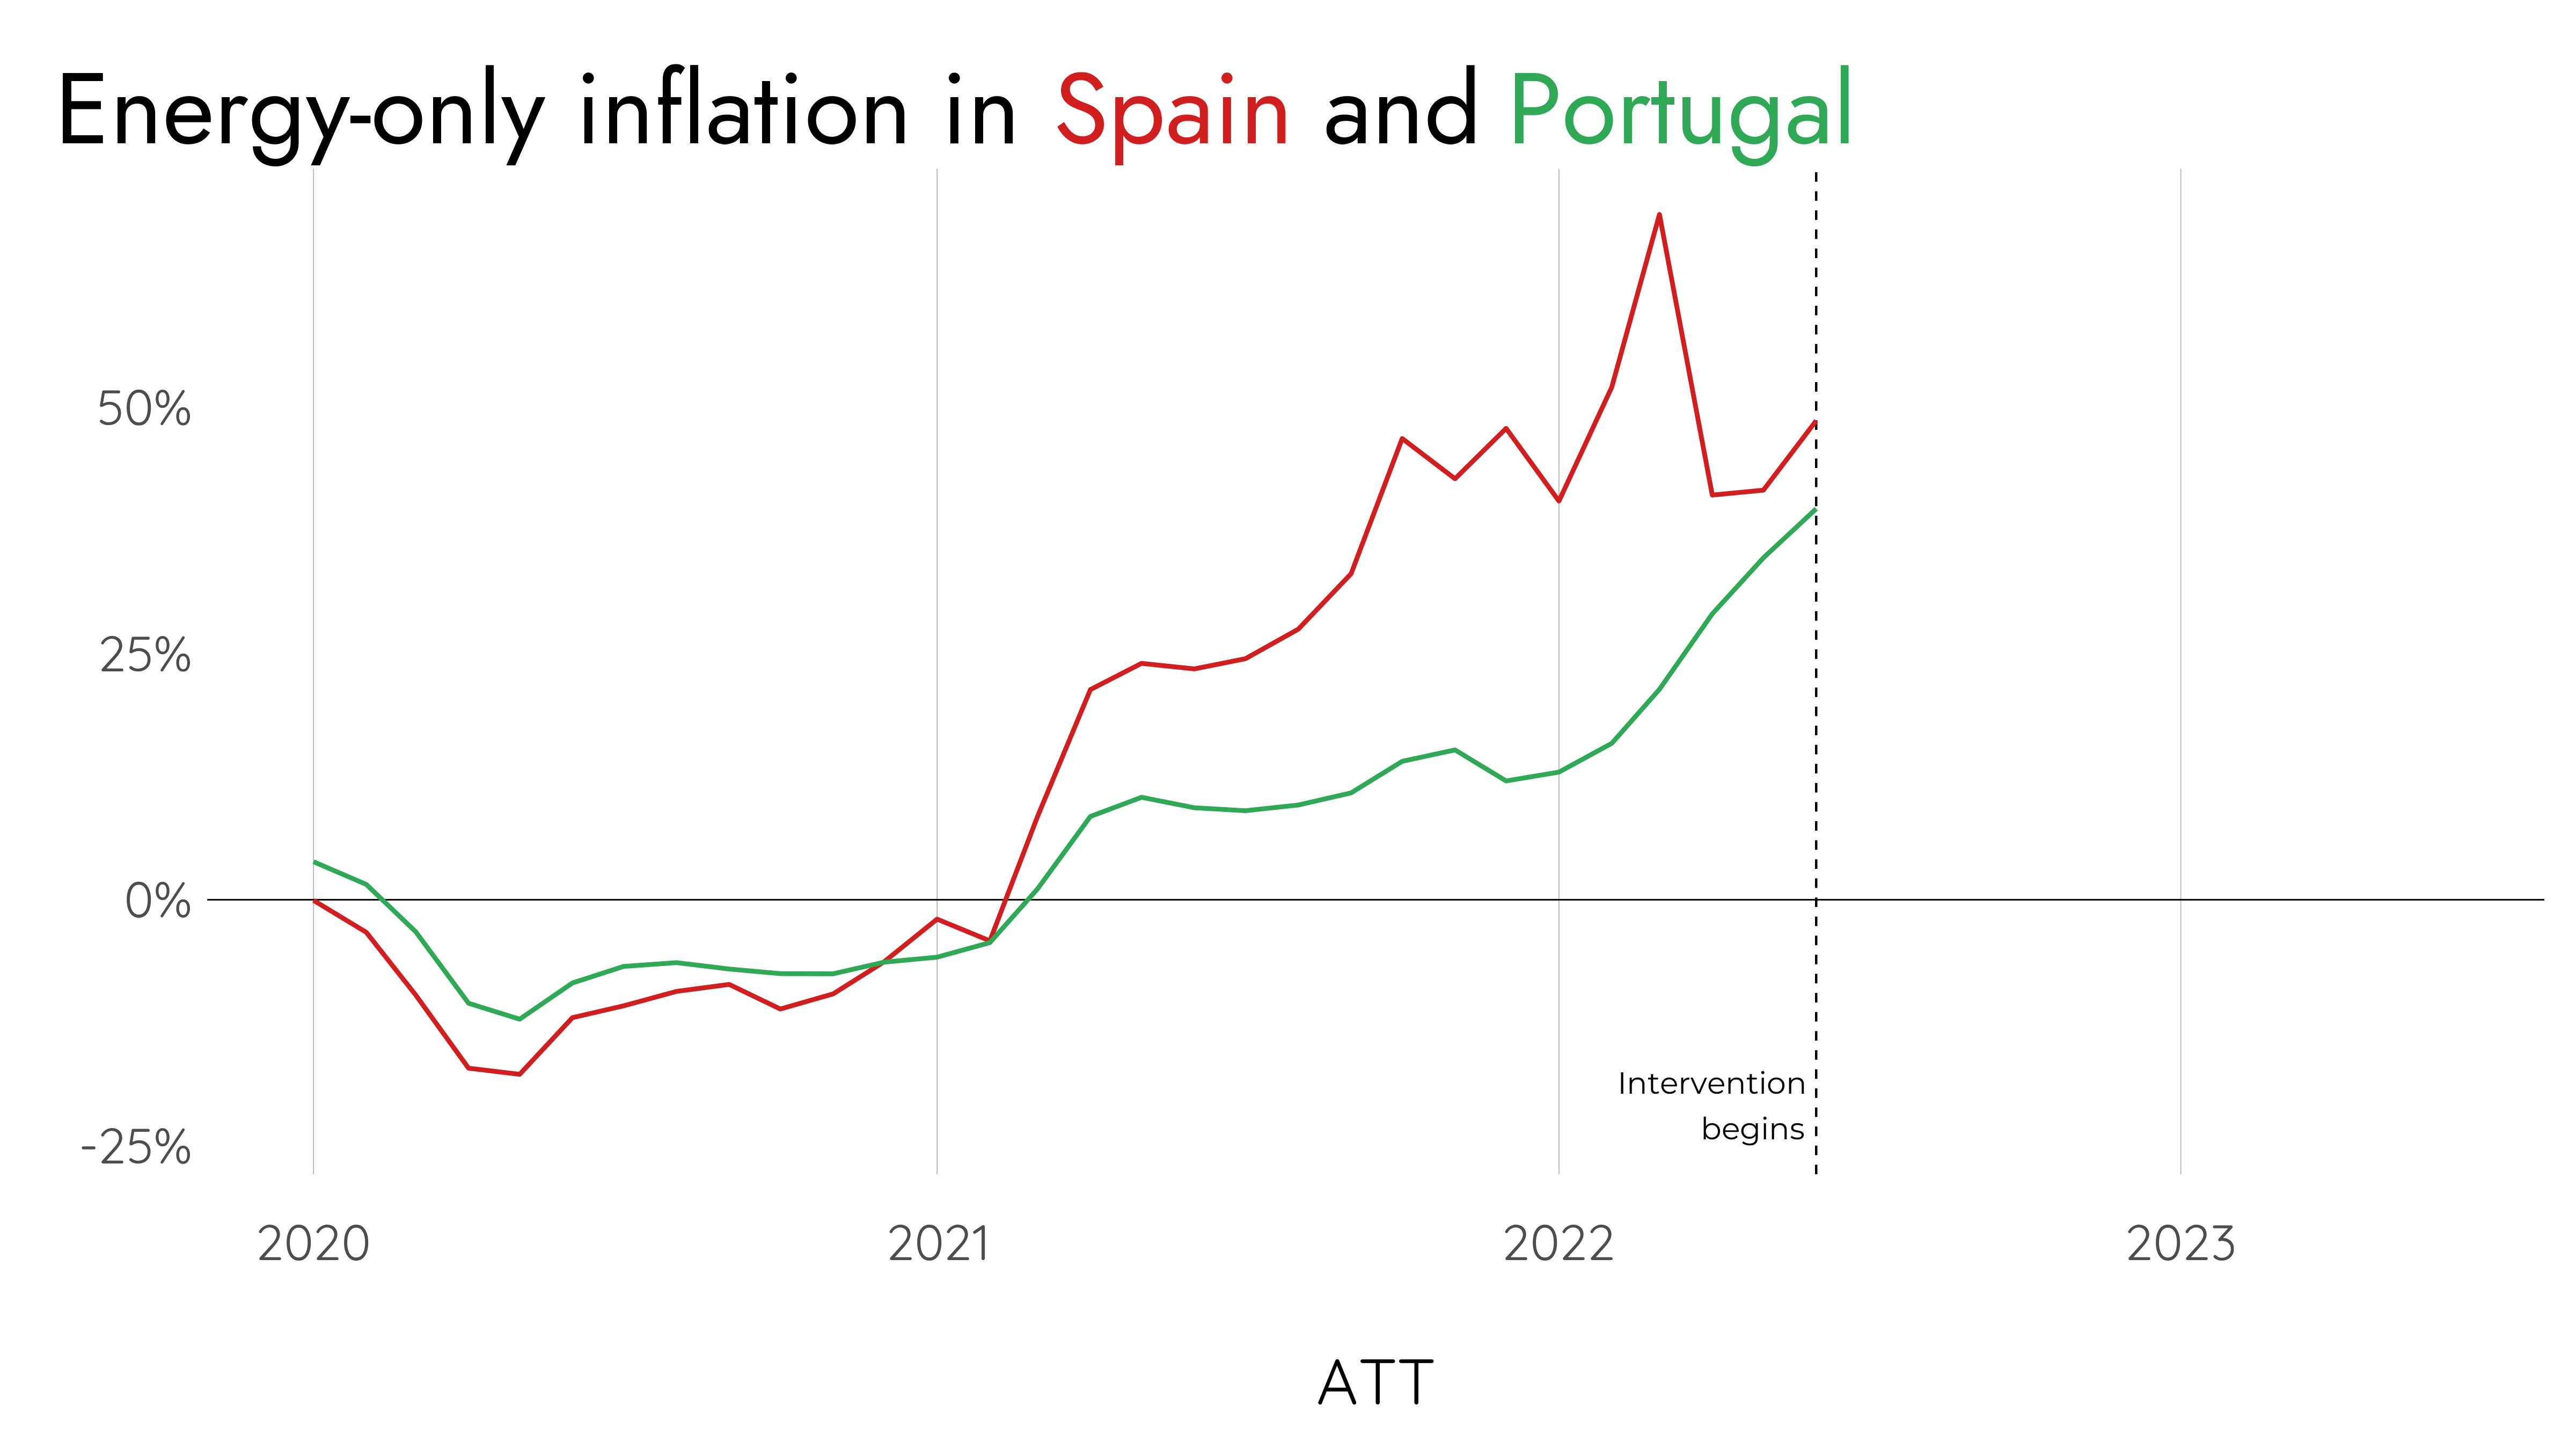 Energy-only inflation in Spain and Portugal
50%
25%
0%
-25%
Intervention
begins
2020 2021 2022 2023
ATT